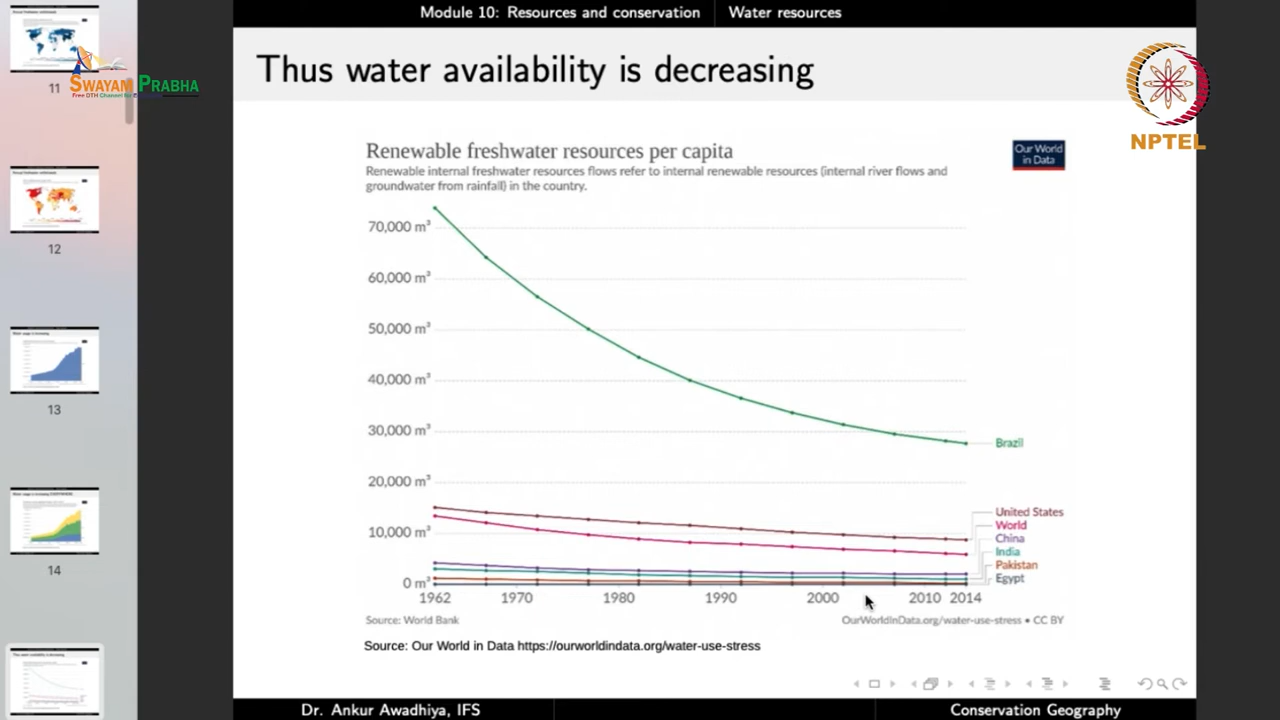 Module 10: Resources and conservation
Water resources
Thus water availability is decreasing
SWAYAM PRABHA
NPTEL
Renewable freshwater resources per capita
Renewable internal freshwater resources flows refer to internal renewable resources (internal river flows and
groundwater from rainfall) in the country.
Our World
in Data
70,000 m³
60,000 m³
50,000 m³
40,000 m³
30,000 m³
20,000 m³
10,000 m³
0 m³
Brazil
United States
World
China
India
Pakistan
Egypt
1962
1970
1980
1990
2000
2010
2014
Source: World Bank
OurWorldInData.org/water-use-stress • CC BY
Source: Our World in Data https://ourworldindata.org/water-use-stress
Dr. Ankur Awadhiya, IFS
Conservation Geography
11
12
13
14